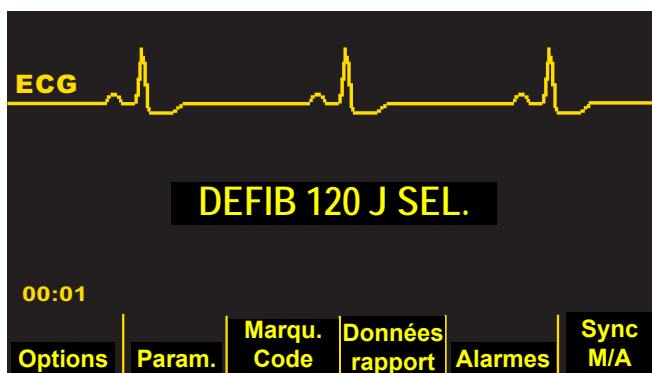 ECG
DEFIB 120 J SEL.
00:01
Options
Param.
Marqu.
Code
Données
rapport
Alarmes
Sync
M/A